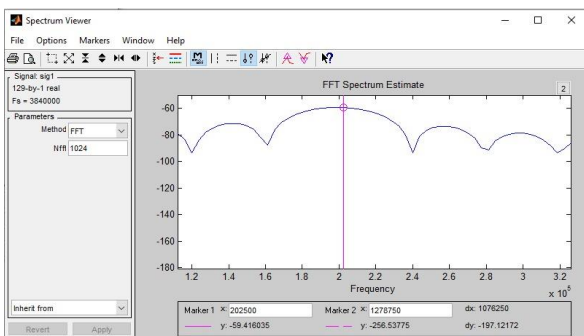 Spectrum Viewer
File Options Markers Window Help
Signal: sig1
129-by-1 real
Fs = 3840000
Parameters
Method FFT
Nfft 1024
Inherit from
Revert Apply
FFT Spectrum Estimate
2
-60
-80
-100
-120
-140
-160
-180
1.2 1.4 1.6 1.8 2 2.2 2.4 2.6 2.8 3 3.2
Frequency
x 10^5
Marker 1 x: 202500 Marker 2 x: 1278750 dx: 1076250
y: -59.416035 y: -256.53775 dy: -197.12172